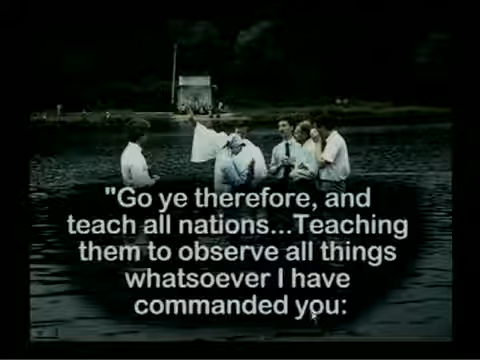 "Go ye therefore, and
teach all nations...Teaching
them to observe all things
whatsoever I have
commanded you: